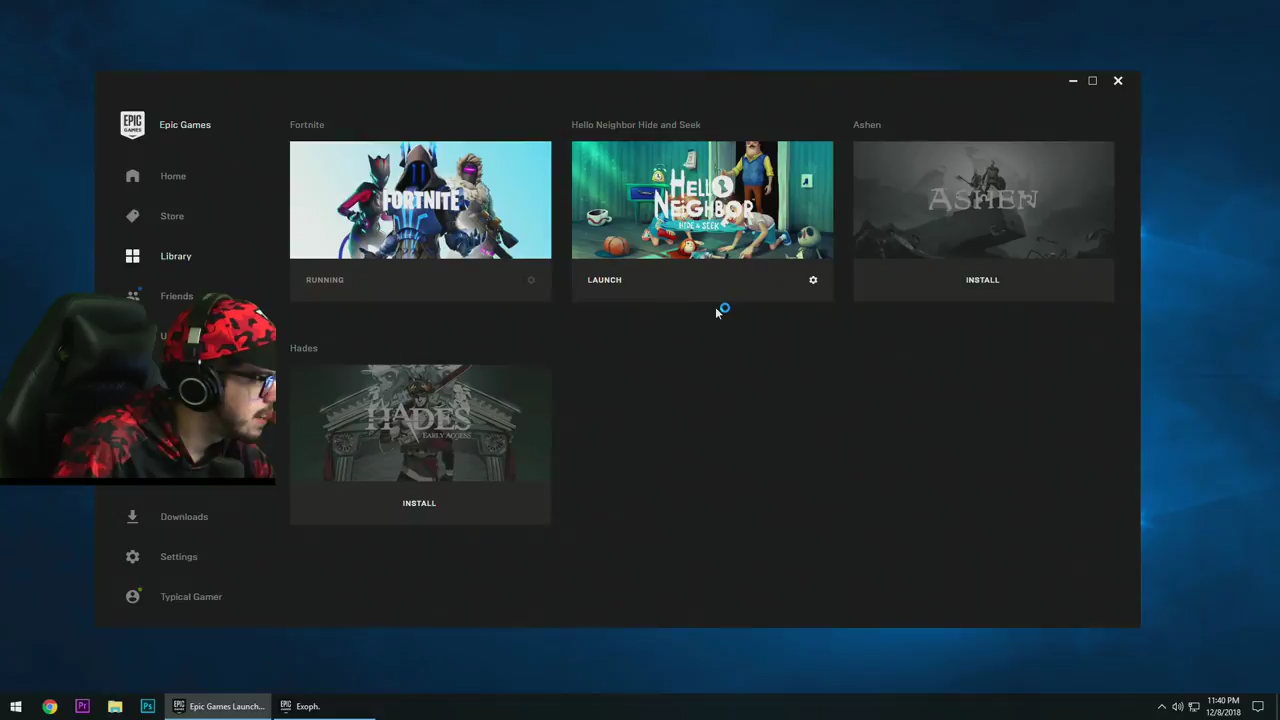 EPIC GAMES
Epic Games
Home
Store
Library
Friends
U
Downloads
Settings
Typical Gamer
Fortnite
FORTNITE
RUNNING
Hello Neighbor Hide and Seek
HELLO
NEIGHBOR
HIDE & SEEK
LAUNCH
Ashen
ASHEN
INSTALL
Hades
HADES
EARLY ACCESS
INSTALL
Pr
Ps
Epic Games Launch...
Exoph.
11:40 PM
12/8/2018